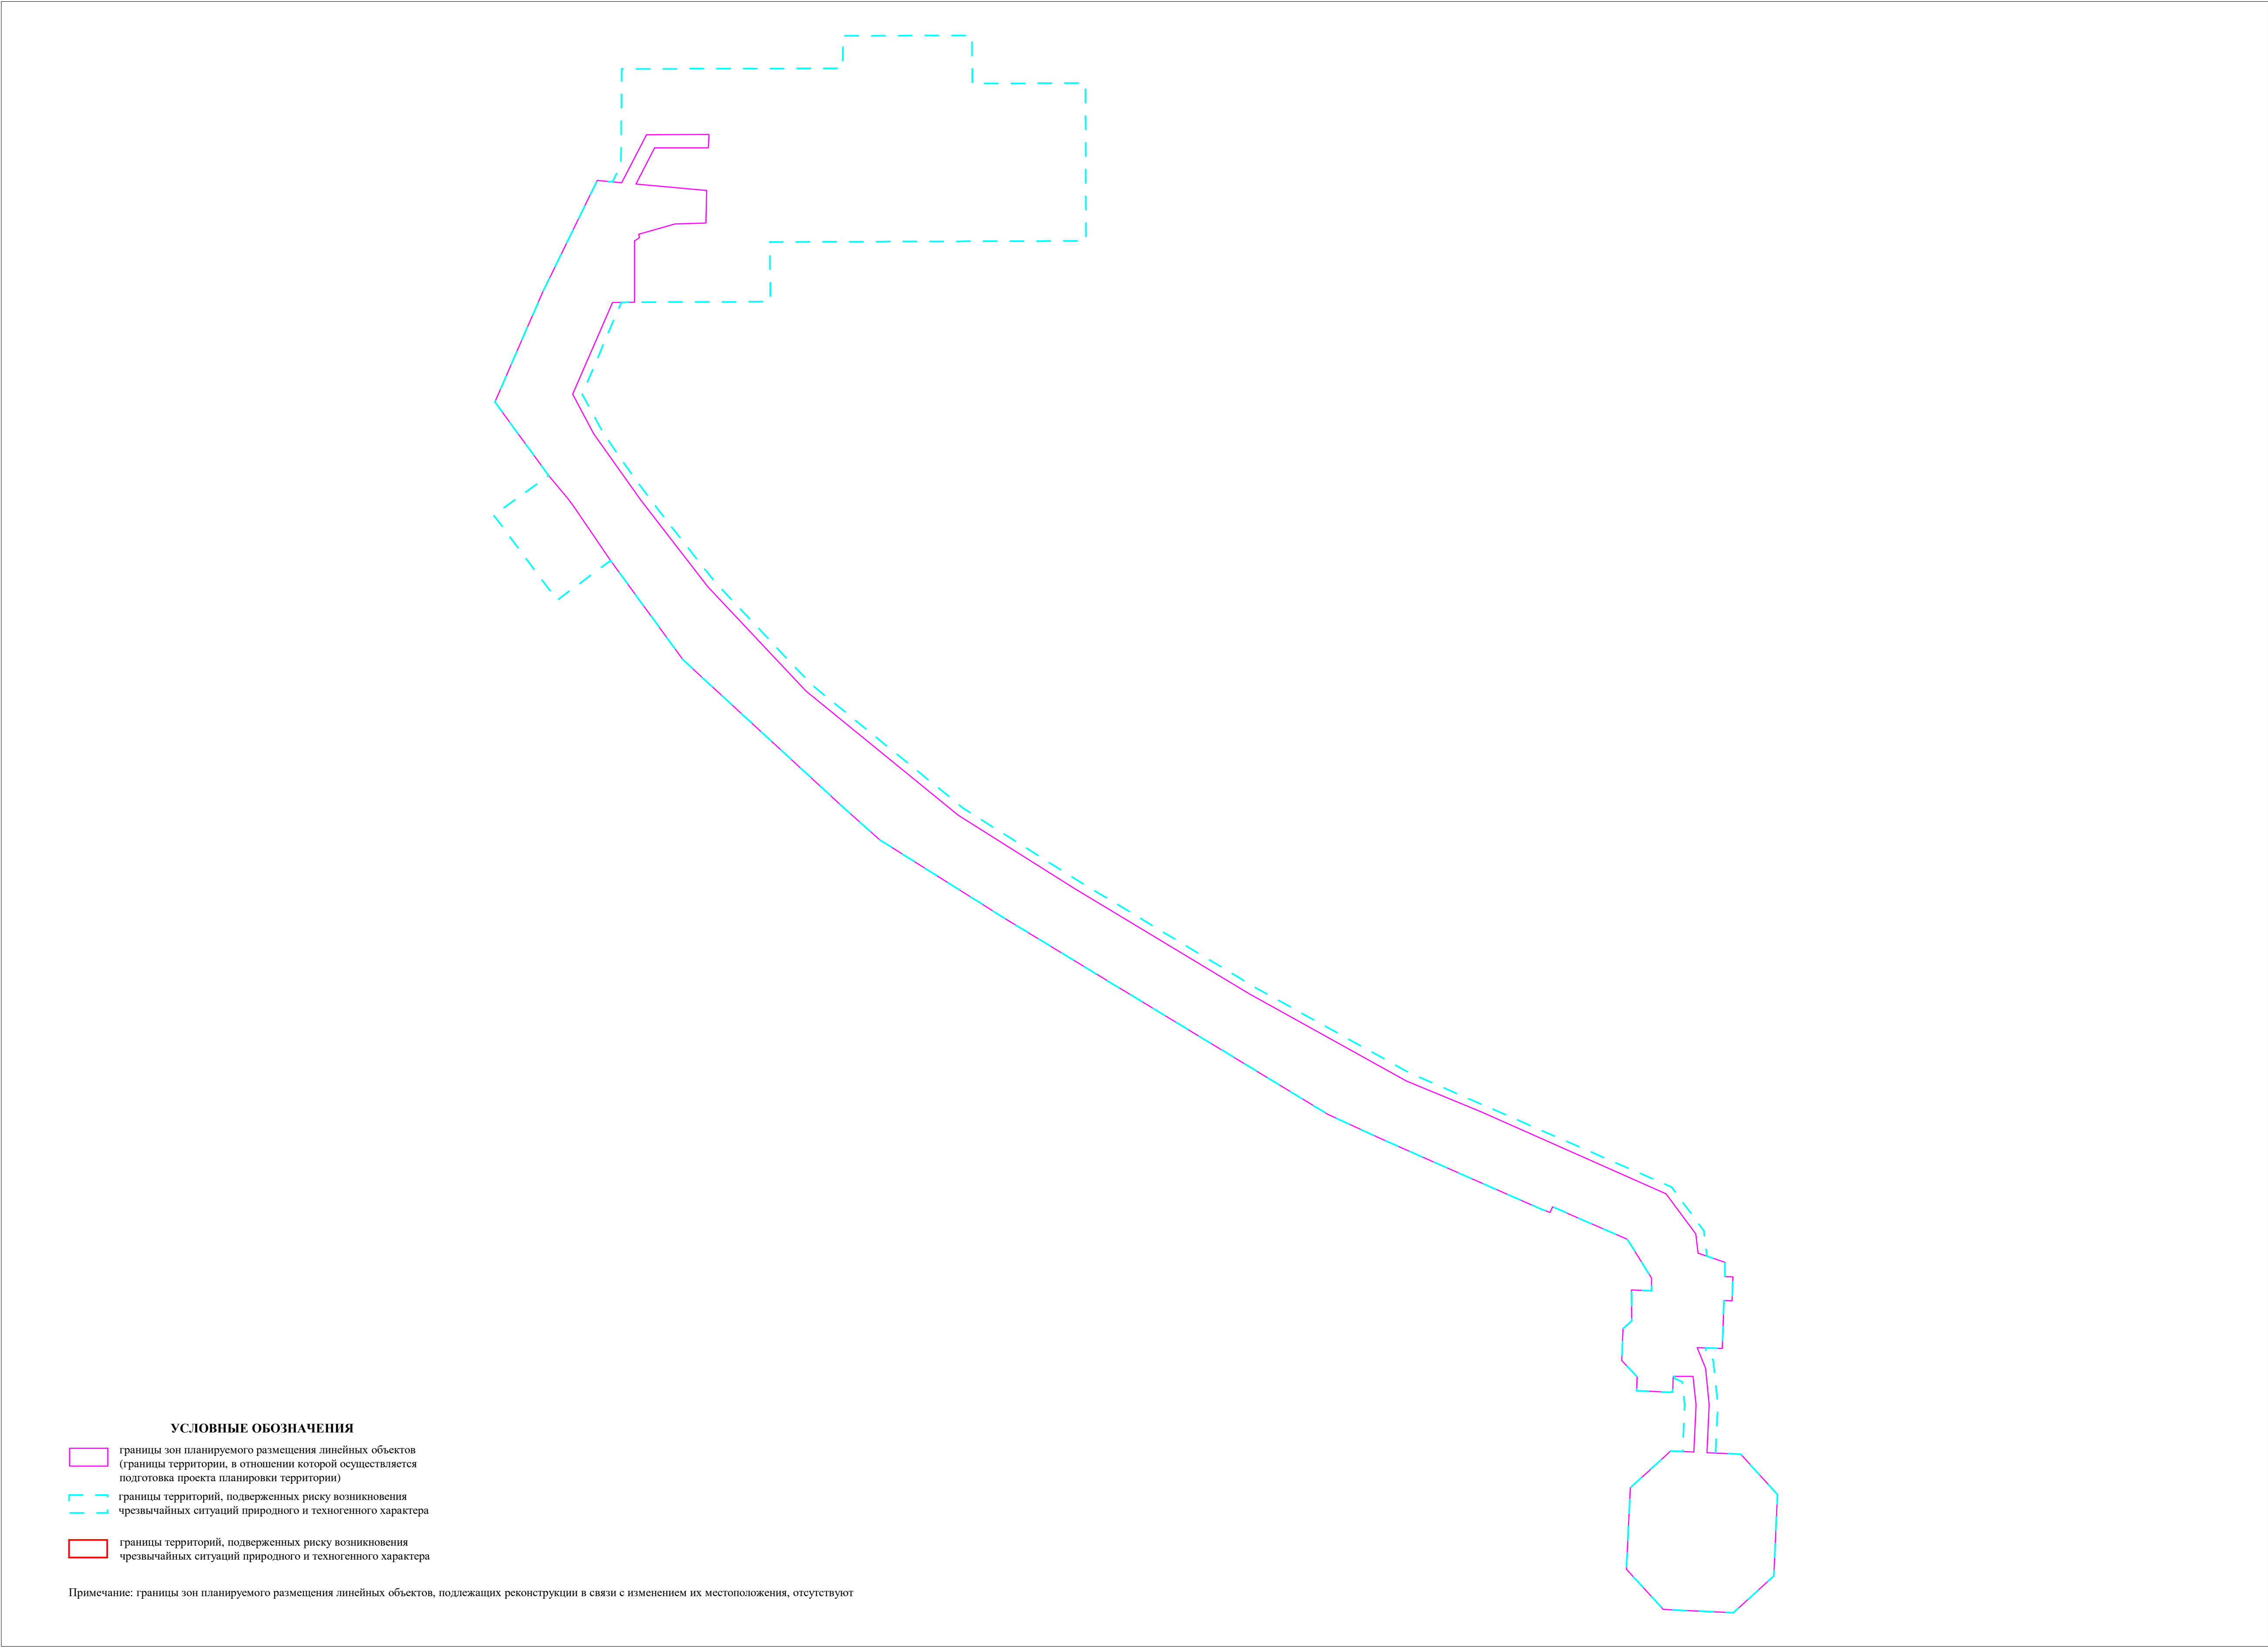 УСЛОВНЫЕ ОБОЗНАЧЕНИЯ
границы зон планируемого размещения линейных объектов
(границы территории, в отношении которой осуществляется
подготовка проекта планировки территории)
границы территорий, подверженных риску возникновения
чрезвычайных ситуаций природного и техногенного характера
границы территорий, подверженных риску возникновения
чрезвычайных ситуаций природного и техногенного характера
Примечание: границы зон планируемого размещения линейных объектов, подлежащих реконструкции в связи с изменением их местоположения, отсутствуют